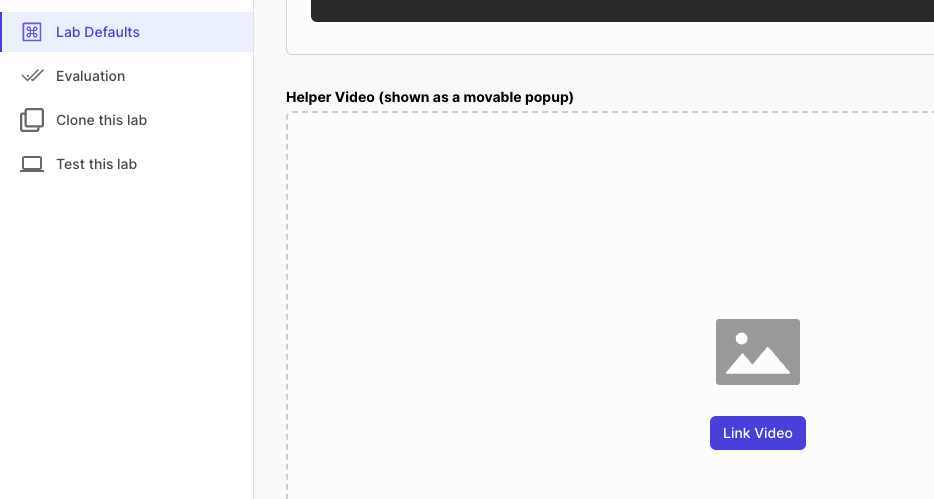 Lab Defaults
Evaluation
Clone this lab
Test this lab
Helper Video (shown as a movable popup)
Link Video